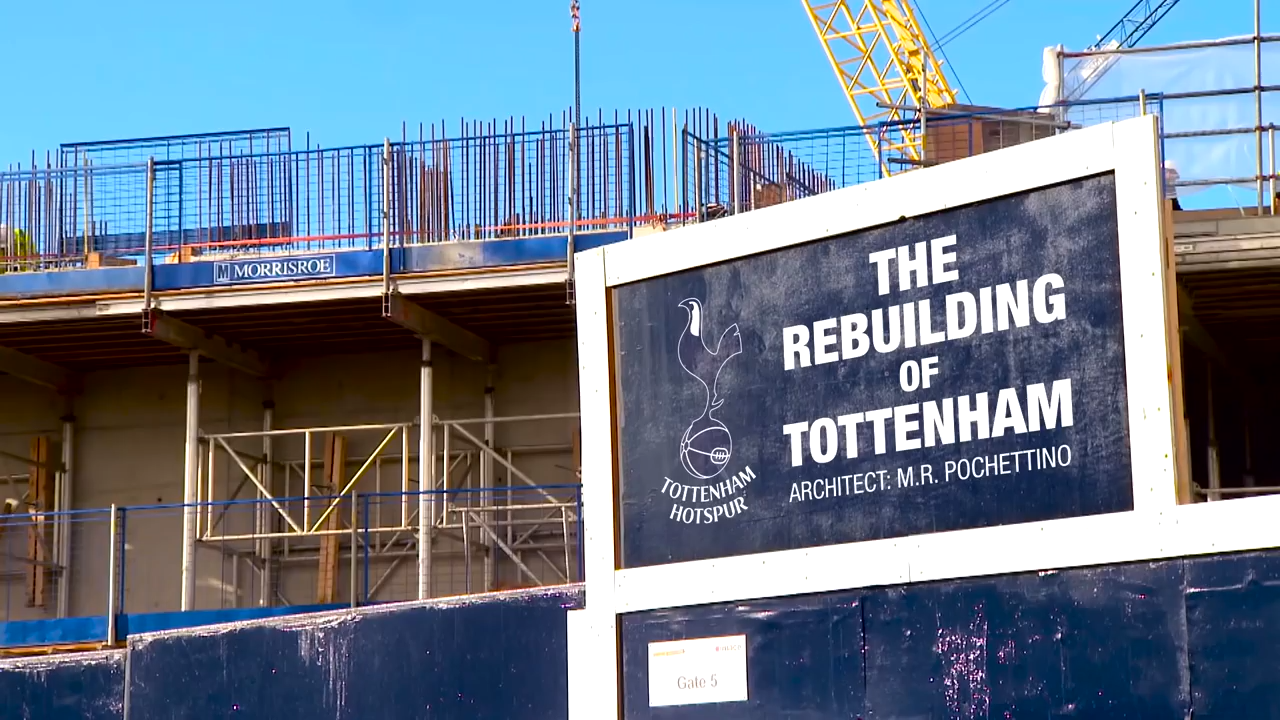 MORRISROE
THE
REBUILDING
OF
TOTTENHAM
ARCHITECT: M.R. POCHETTINO
TOTTENHAM
HOTSPUR
Gate 5